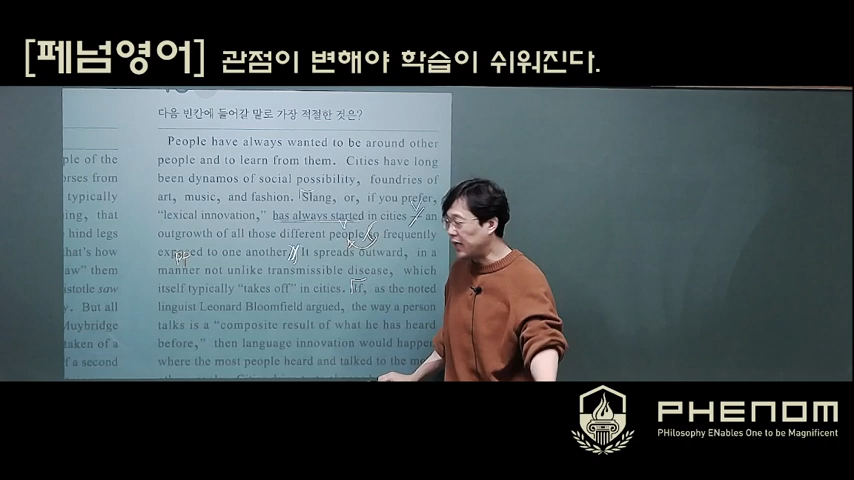 [페넘영어] 관점이 변해야 학습이 쉬워진다.
다음 빈칸에 들어갈 말로 가장 적절한 것은?
People have always wanted to be around other
people and to learn from them. Cities have long
been dynamos of social possibility, foundries of
art, music, and fashion. Slang, or, if you prefer,
"lexical innovation," has always started in cities – an
outgrowth of all those different people so frequently
exposed to one another. It spreads outward, in a
manner not unlike transmissible disease, which
itself typically "takes off" in cities. If, as the noted
linguist Leonard Bloomfield argued, the way a person
talks is a "composite result of what he has heard
before," then language innovation would happen
where the most people heard and talked to the most
ple of the
orses from
typically
ing, that
hind legs
hat's how
aw" them
istotle saw
y. But all
Muybridge
taken of a
f a second
PP
PHENOM
PHilosophy ENables One to be Magnificent